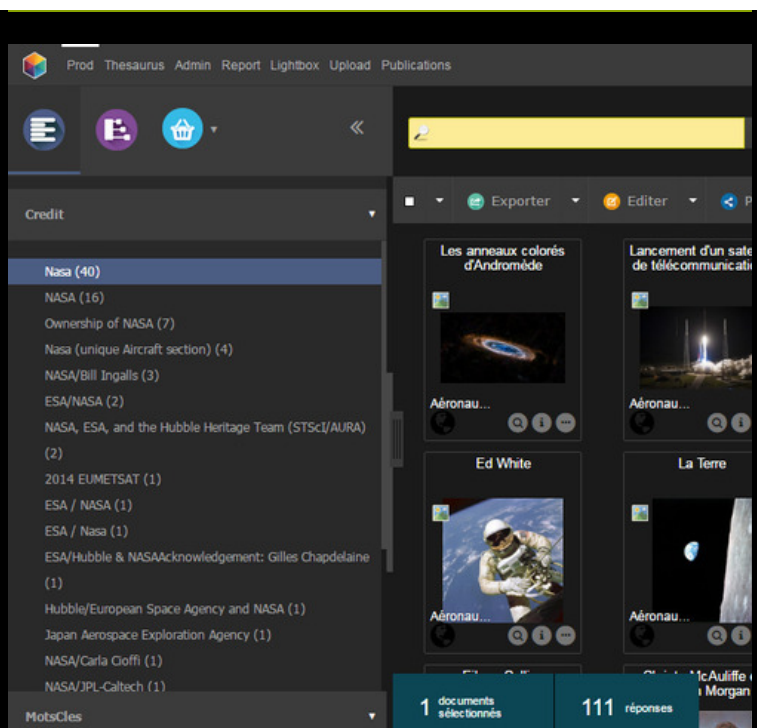 Prod Thesaurus Admin Report Lightbox Upload Publications
Credit
Nasa (40)
NASA (16)
Ownership of NASA (7)
Nasa (unique Aircraft section) (4)
NASA/Bill Ingalls (3)
ESA/NASA (2)
NASA, ESA, and the Hubble Heritage Team (STScI/AURA)
(2)
2014 EUMETSAT (1)
ESA / NASA (1)
ESA / Nasa (1)
ESA/Hubble & NASAAcknowledgement: Gilles Chapdelaine
(1)
Hubble/European Space Agency and NASA (1)
Japan Aerospace Exploration Agency (1)
NASA/Carla Cioffi (1)
NASA/JPL-Caltech (1)
MotsCles
Exporter
Editer
P
Les anneaux colorés
d'Andromède
Aéronau...
Lancement d'un sate
de télécommunicati
Aéronau...
Ed White
Aéronau...
La Terre
Aéronau...
McAuliffe
Morgan
1 documents
sélectionnés
111 réponses